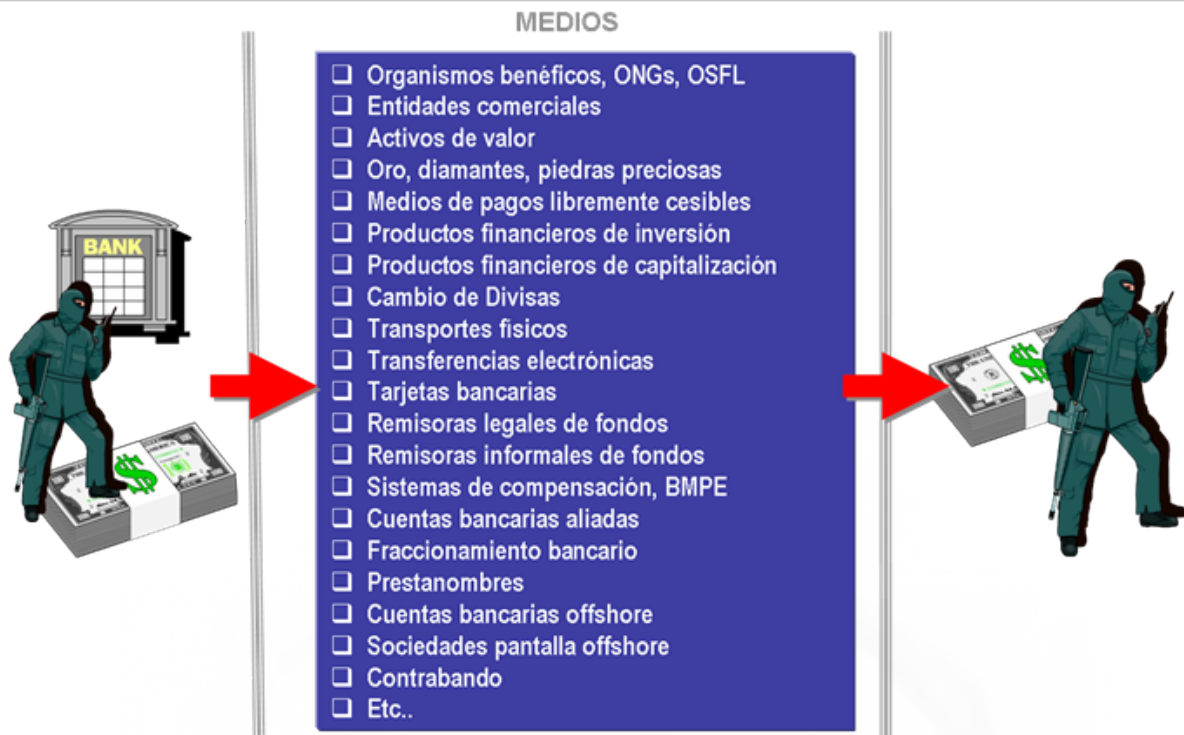 MEDIOS
❑ Organismos benéficos, ONGs, OSFL
❑ Entidades comerciales
❑ Activos de valor
❑ Oro, diamantes, piedras preciosas
❑ Medios de pagos libremente cesibles
❑ Productos financieros de inversión
❑ Productos financieros de capitalización
❑ Cambio de Divisas
❑ Transportes físicos
❑ Transferencias electrónicas
❑ Tarjetas bancarias
❑ Remisoras legales de fondos
❑ Remisoras informales de fondos
❑ Sistemas de compensación, BMPE
❑ Cuentas bancarias aliadas
❑ Fraccionamiento bancario
❑ Prestanombres
❑ Cuentas bancarias offshore
❑ Sociedades pantalla offshore
❑ Contrabando
❑ Etc..
BANK
$
$